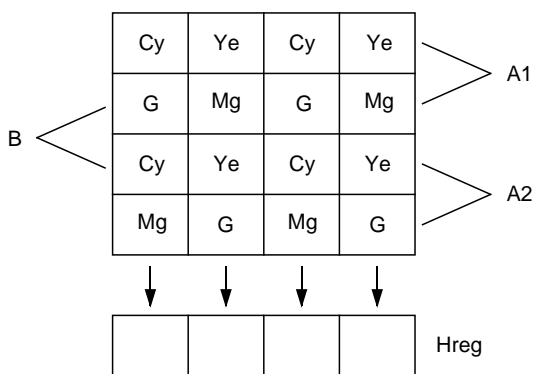 Cy Ye Cy Ye
A1
G Mg G Mg
B
Cy Ye Cy Ye
A2
Mg G Mg G
Hreg